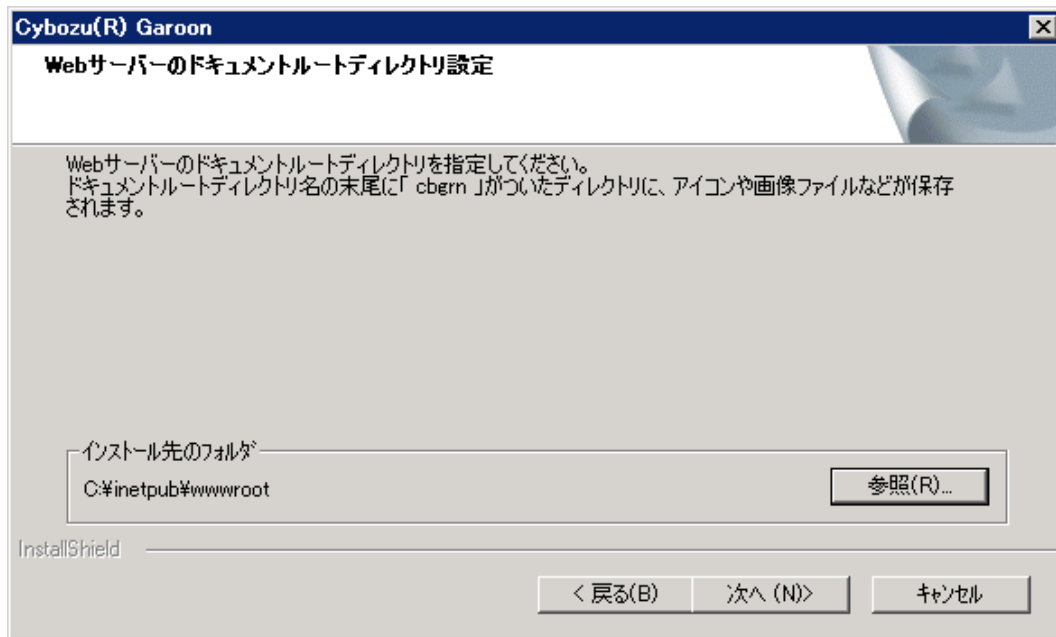 Cybozu(R) Garoon
Webサーバーのドキュメントルートディレクトリ設定
Webサーバーのドキュメントルートディレクトリを指定してください。
ドキュメントルートディレクトリ名の末尾に「 cbgrn 」がついたディレクトリに、アイコンや画像ファイルなどが保存
されます。
インストール先のフォルダ
C:¥inetpub¥wwwroot
参照(R)...
InstallShield
< 戻る(B)
次へ (N)>
キャンセル